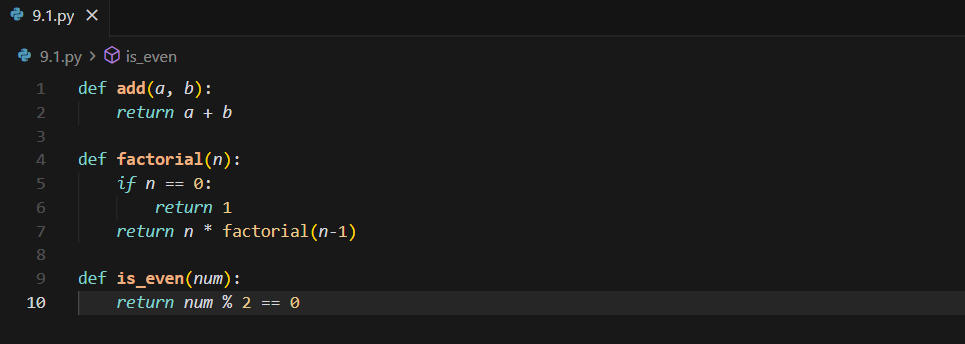 9.1.py
9.1.py > is_even
1 def add(a, b):
2     return a + b
3
4 def factorial(n):
5     if n == 0:
6         return 1
7     return n * factorial(n-1)
8
9 def is_even(num):
10     return num % 2 == 0